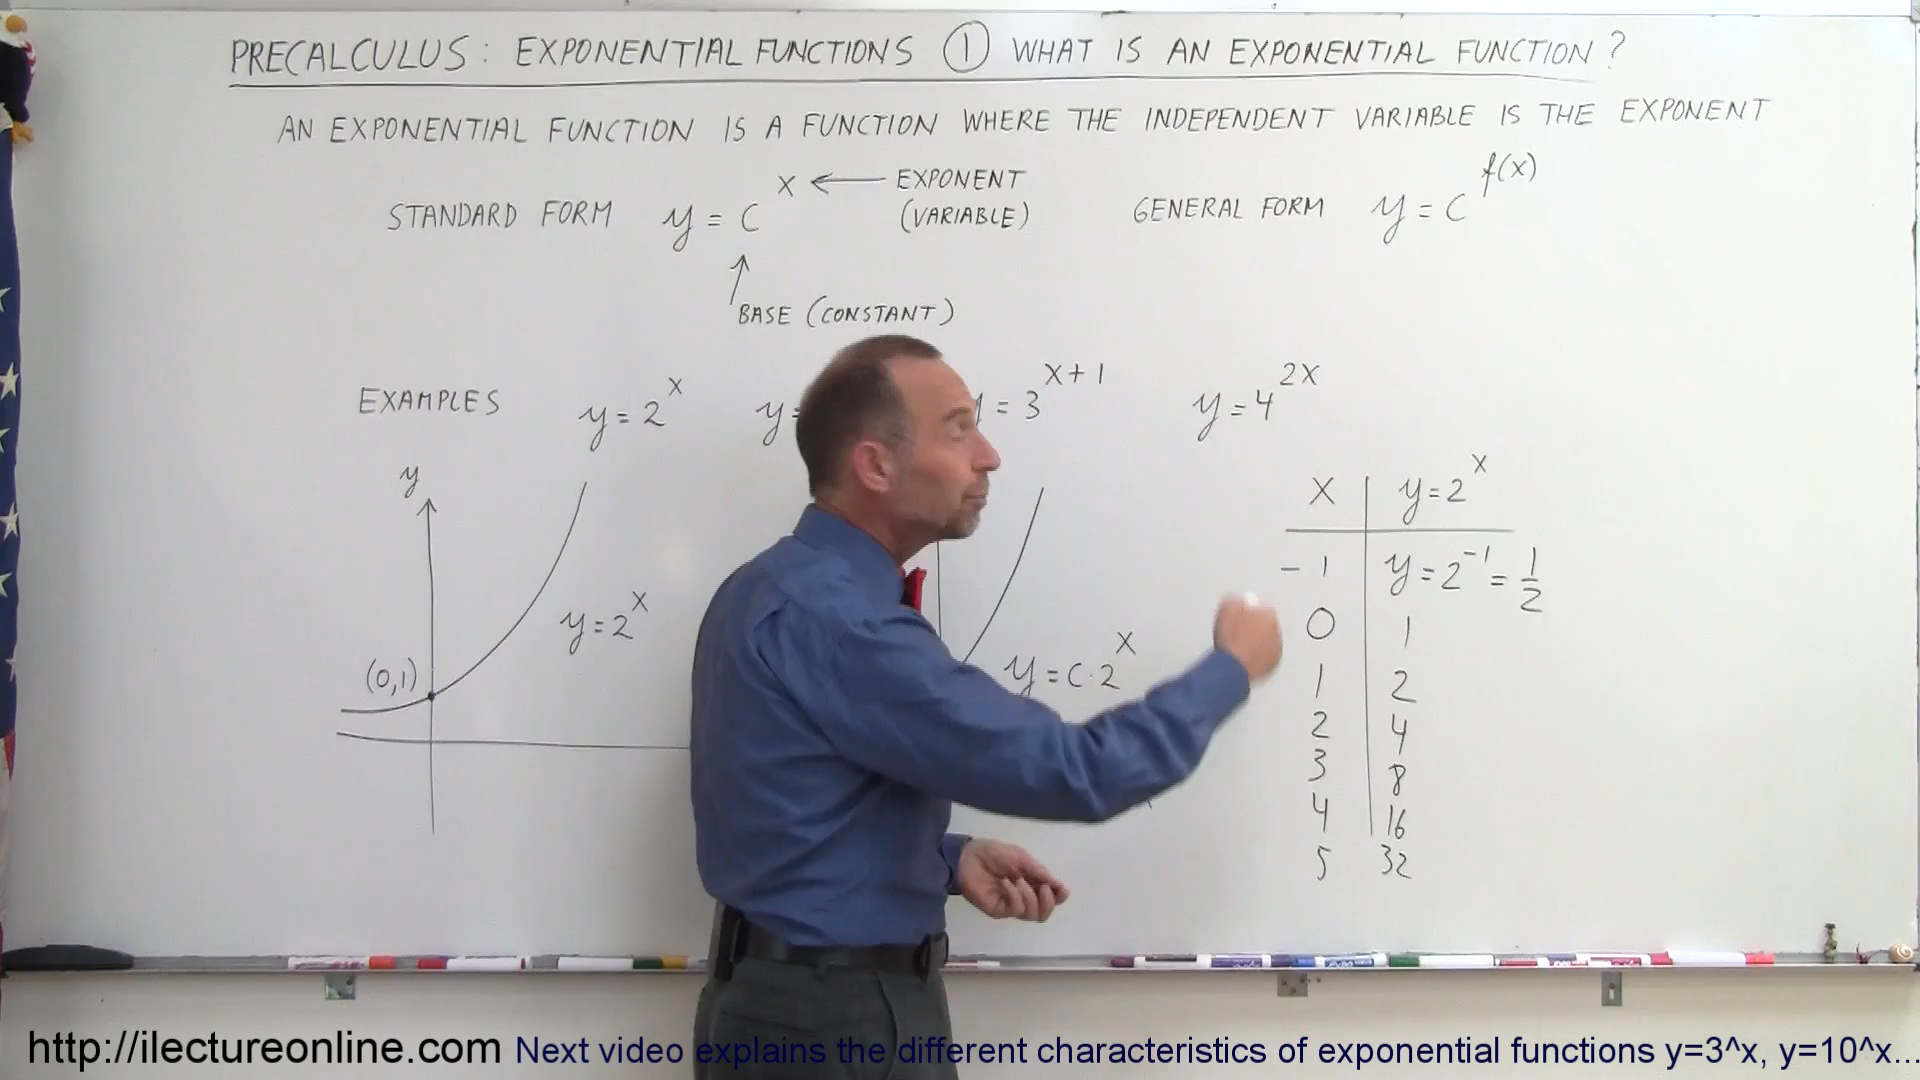 PRECALCULUS: EXPONENTIAL FUNCTIONS ① WHAT IS AN EXPONENTIAL FUNCTION?
AN EXPONENTIAL FUNCTION IS A FUNCTION WHERE THE INDEPENDENT VARIABLE IS THE EXPONENT
STANDARD FORM y = c^x ← EXPONENT
(VARIABLE)
↑
BASE (CONSTANT)
GENERAL FORM y = c^f(x)
EXAMPLES y = 2^x y = = 3^x+1 y = 4^2x
y
(0,1)
y = 2^x
y = c·2^x
x y = 2^x
-1 y = 2^-1 = 1/2
0 1
1 2
2 4
3 8
4 16
5 32
http://ilectureonline.com Next video explains the different characteristics of exponential functions y=3^x, y=10^x...